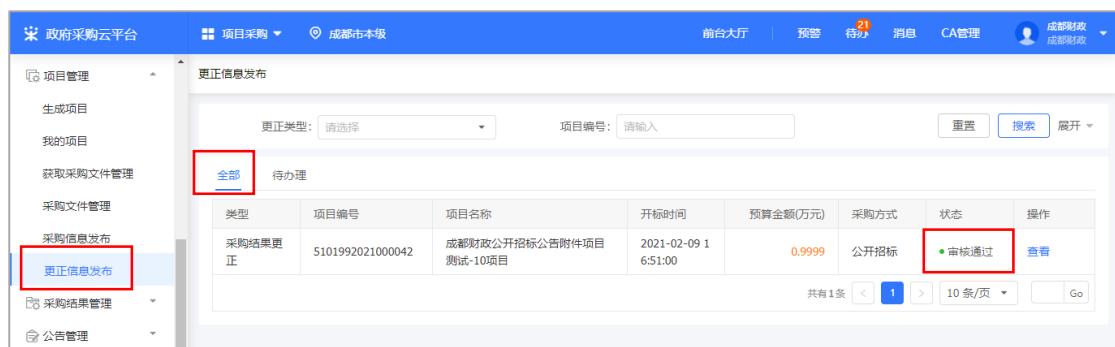 政府采购云平台
项目采购
成都市本级
前台大厅
预警
待办
21
消息
CA管理
成都财政
成都财政
项目管理
生成项目
我的项目
获取采购文件管理
采购文件管理
采购信息发布
更正信息发布
采购结果管理
公告管理
更正信息发布
更正类型: 请选择
项目编号: 请输入
重置
搜索
展开
全部
待办理
类型 项目编号 项目名称 开标时间 预算金额(万元) 采购方式 状态 操作
采购结果更 5101992021000042 成都财政公开招标公告附件项目 2021-02-09 1 0.9999 公开招标 审核通过 查看
正 测试-10项目 6:51:00
共有1条 < 1 > 10 条/页 Go